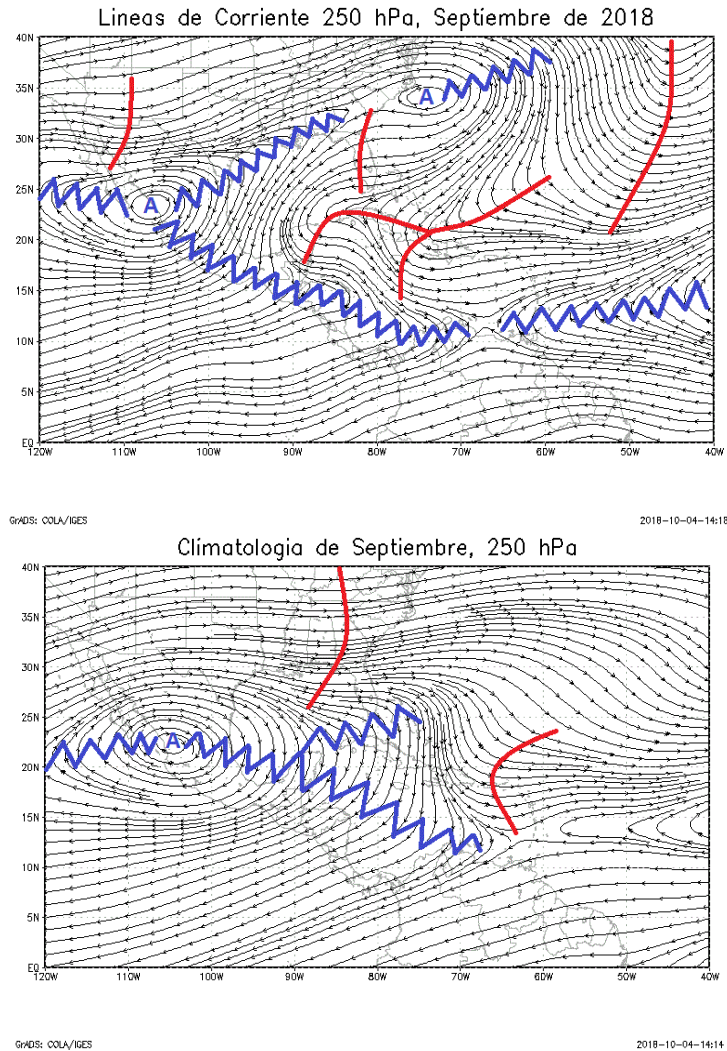 Lineas de Corriente 250 hPa, Septiembre de 2018
40N
35N
30N
25N
20N
15N
10N
5N
EQ
A
A
120W 110W 100W 90W 80W 70W 60W 50W 40W
GrADS: COLA/IGES 2018-10-04-14:18
Climatologia de Septiembre, 250 hPa
40N
35N
30N
25N
20N
15N
10N
5N
EQ
A
120W 110W 100W 90W 80W 70W 60W 50W 40W
GrADS: COLA/IGES 2018-10-04-14:14